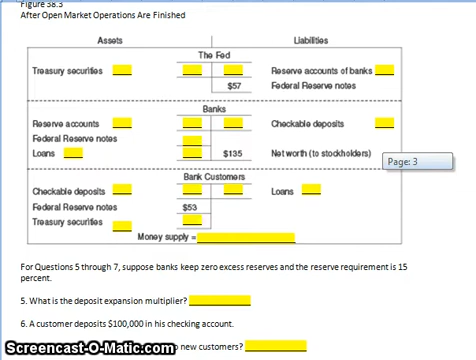 Figure 38.3
After Open Market Operations Are Finished
Assets Liabilities
The Fed
Treasury securities Reserve accounts of banks
$57 Federal Reserve notes
Banks
Reserve accounts Checkable deposits
Federal Reserve notes
Loans $135 Net worth (to stockholders)
Page: 3
Bank Customers
Checkable deposits Loans
Federal Reserve notes $53
Treasury securities
Money supply =
For Questions 5 through 7, suppose banks keep zero excess reserves and the reserve requirement is 15
percent.
5. What is the deposit expansion multiplier?
6. A customer deposits $100,000 in his checking account.
Screencast-O-Matic.com new customers?